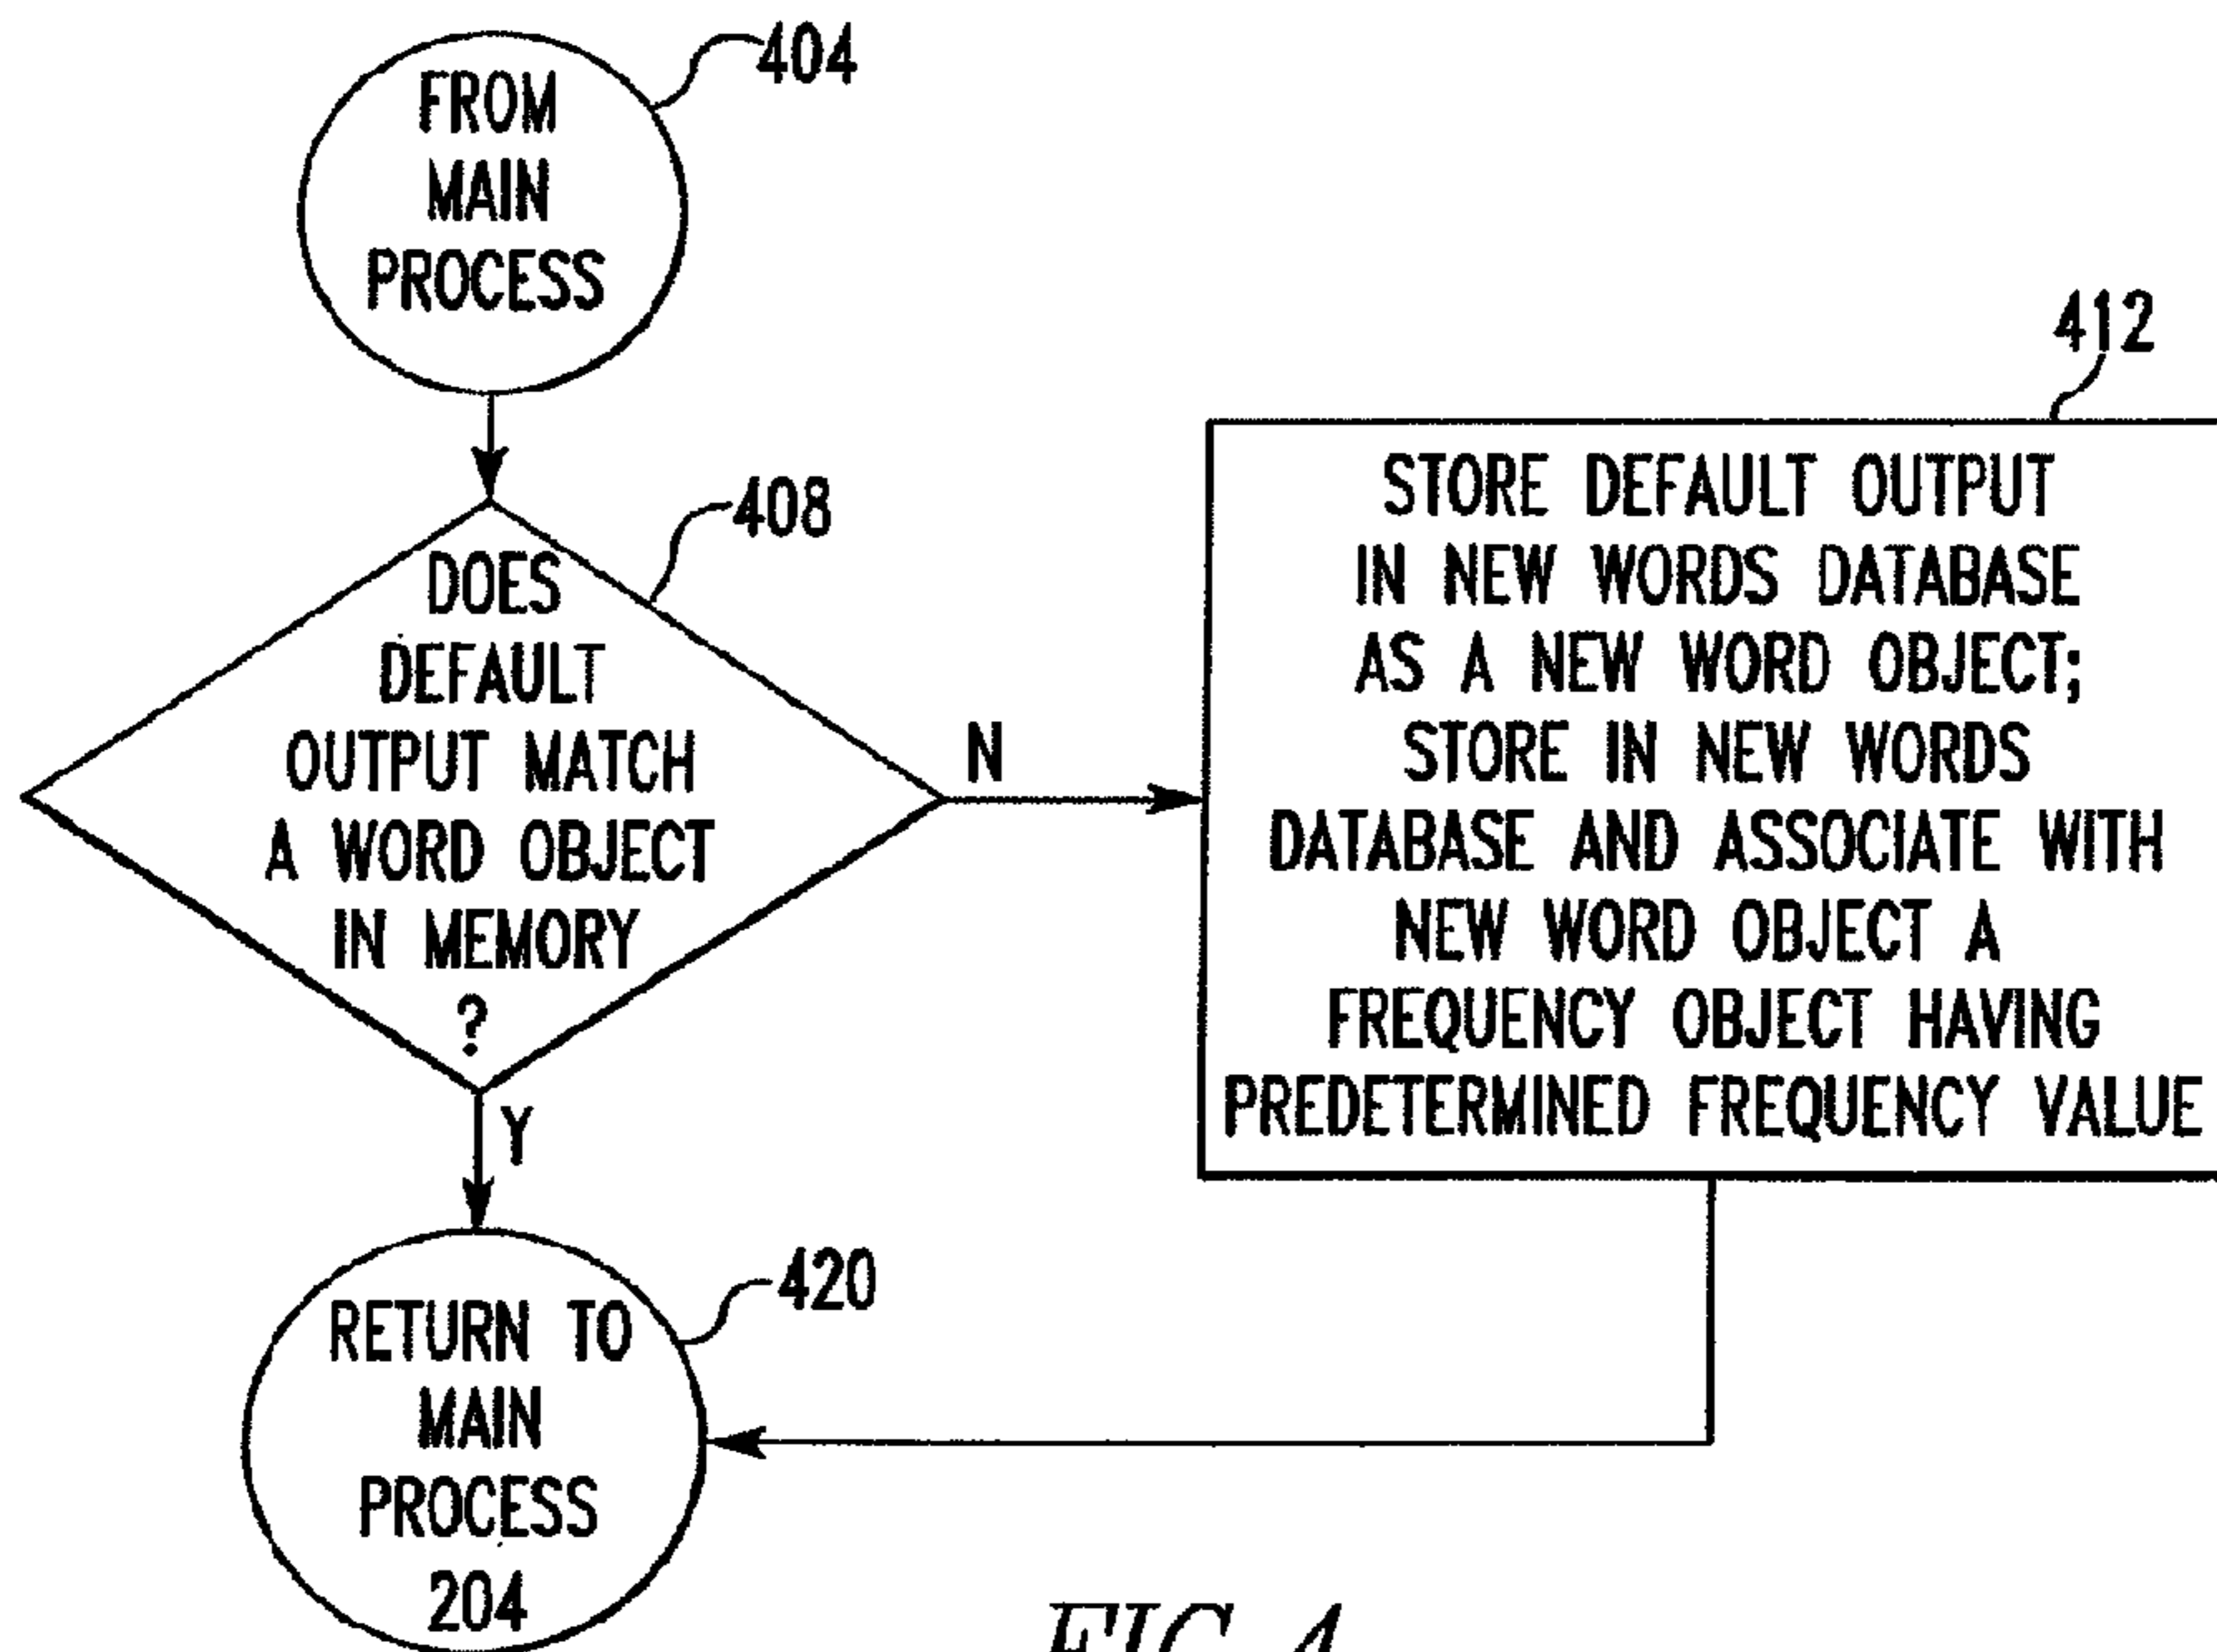 404
FROM
MAIN
PROCESS
408
DOES
DEFAULT
OUTPUT MATCH
A WORD OBJECT
IN MEMORY
?
N
Y
412
STORE DEFAULT OUTPUT
IN NEW WORDS DATABASE
AS A NEW WORD OBJECT;
STORE IN NEW WORDS
DATABASE AND ASSOCIATE WITH
NEW WORD OBJECT A
FREQUENCY OBJECT HAVING
PREDETERMINED FREQUENCY VALUE
420
RETURN TO
MAIN
PROCESS
204
FIG. 4